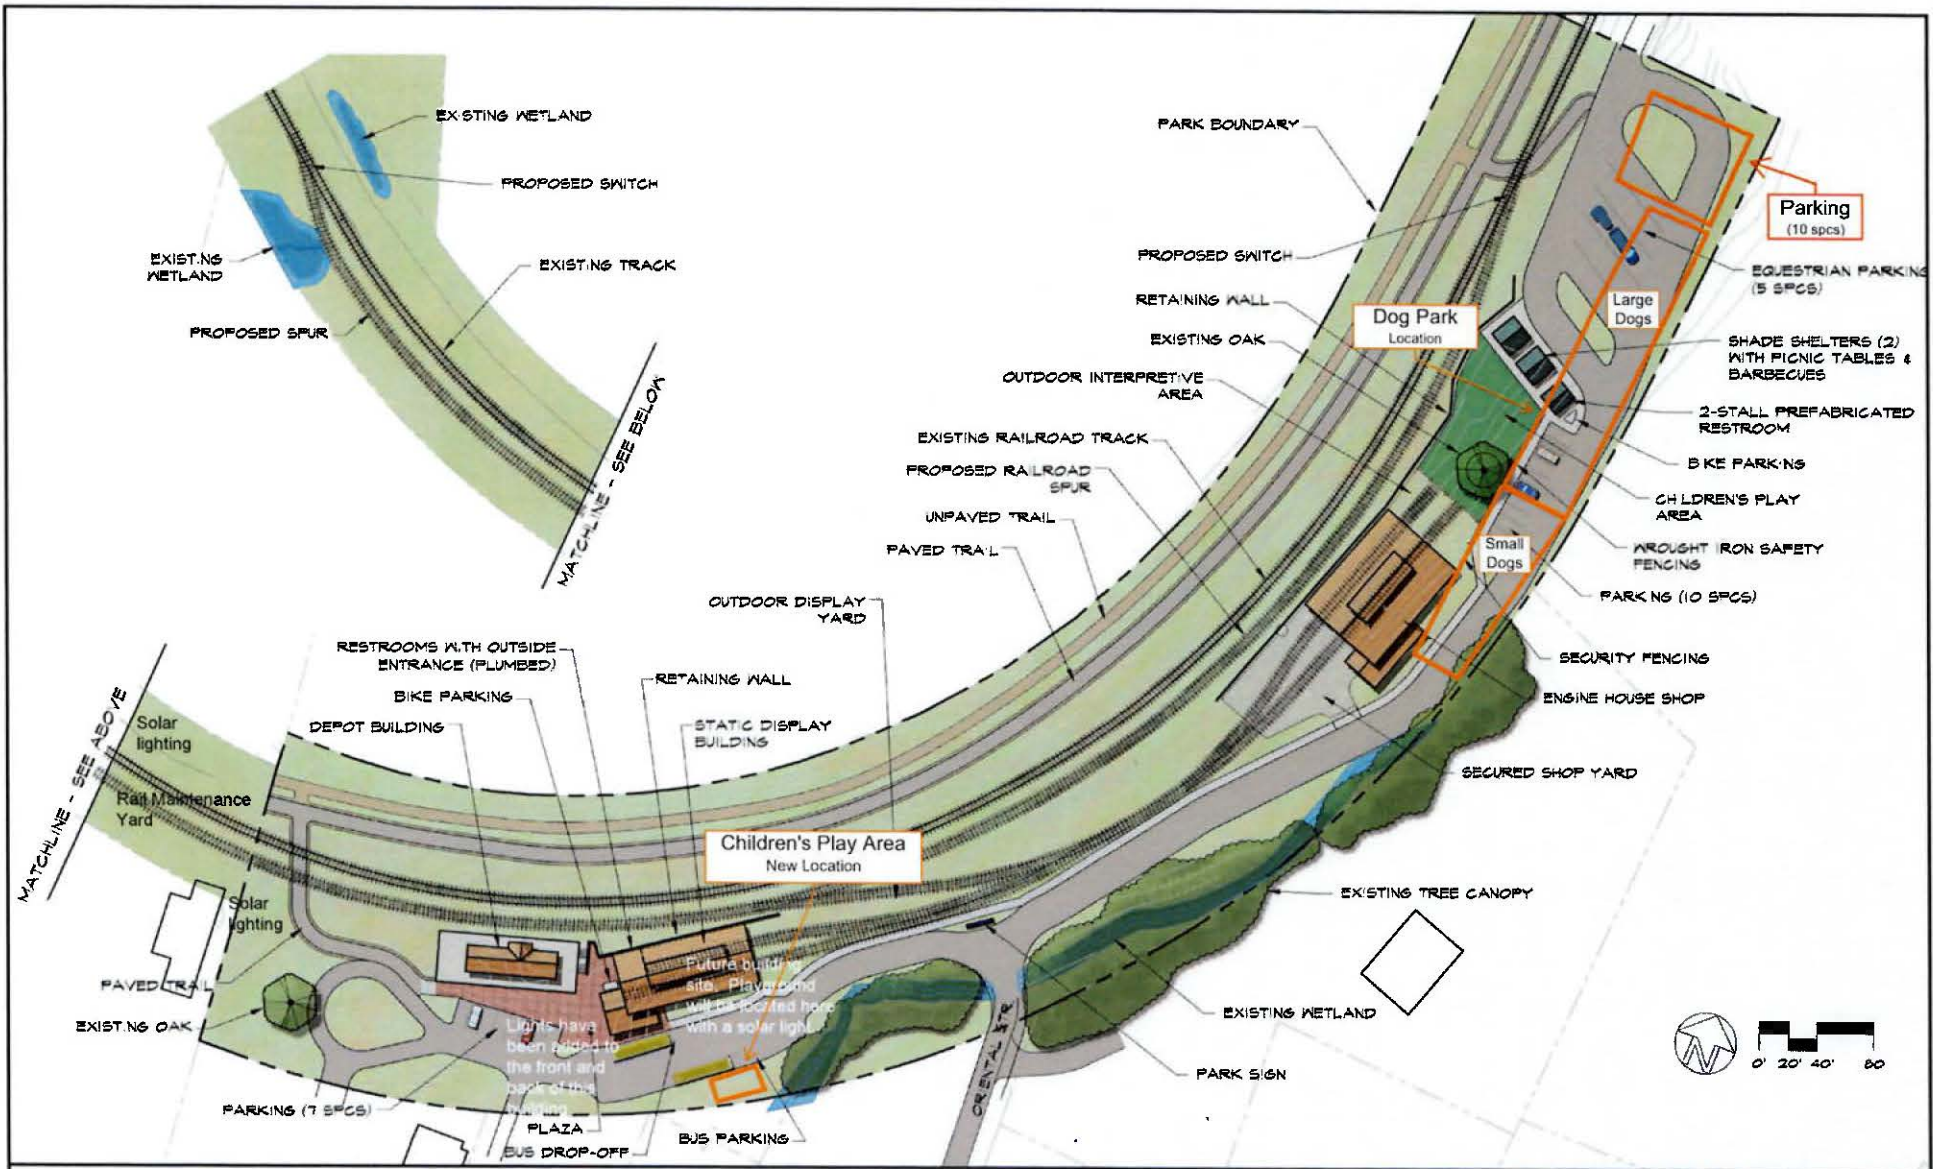 EXISTING WETLAND
PROPOSED SWITCH
EXISTING
WETLAND
EXISTING TRACK
PROPOSED SPUR
MATCHLINE - SEE BELOW
PARK BOUNDARY
Parking
(10 spcs)
PROPOSED SWITCH
EQUESTRIAN PARKING
(5 SPCS)
RETAINING WALL
Dog Park
Location
Large
Dogs
EXISTING OAK
SHADE SHELTERS (2)
WITH PICNIC TABLES &
BARBECUES
OUTDOOR INTERPRETIVE
AREA
2-STALL PREFABRICATED
RESTROOM
EXISTING RAILROAD TRACK
BIKE PARKING
PROPOSED RAILROAD
SPUR
CHILDREN'S PLAY
AREA
UNPAVED TRAIL
PAVED TRAIL
Small
Dogs
WROUGHT IRON SAFETY
FENCING
PARKING (10 SPCS)
OUTDOOR DISPLAY
YARD
RESTROOMS WITH OUTSIDE
ENTRANCE (PLUMBED)
SECURITY FENCING
RETAINING WALL
BIKE PARKING
ENGINE HOUSE SHOP
MATCHLINE - SEE ABOVE
Solar
lighting
DEPOT BUILDING
STATIC DISPLAY
BUILDING
SECURED SHOP YARD
Rail Maintenance
Yard
Children's Play Area
New Location
EXISTING TREE CANOPY
Solar
lighting
PAVED TRAIL
Future building
site. Playground
will be located here
with a solar light.
EXISTING OAK
Lights have
been added to
the front and
back of this
building
EXISTING WETLAND
ORIENTAL STR
PARK SIGN
PARKING (7 SPCS)
PLAZA
BUS PARKING
BUS DROP-OFF
0' 20' 40' 80